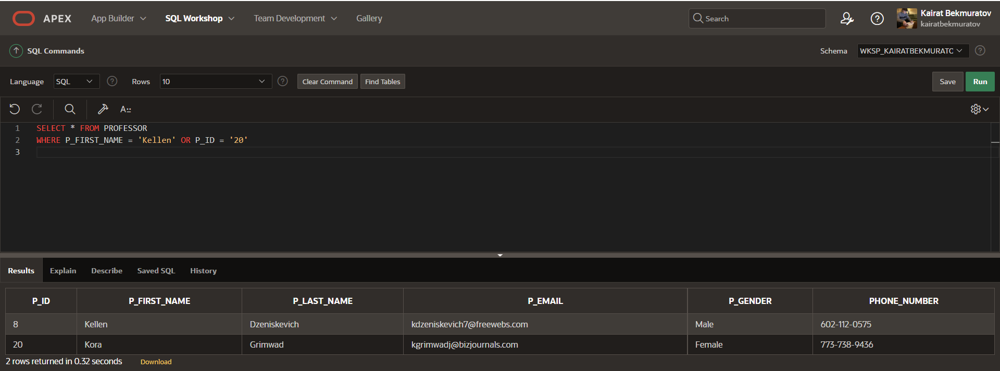 APEX App Builder SQL Workshop Team Development Gallery Search Kairat Bekmuratov
kairatbekmuratov
SQL Commands Schema WKSP_KAIRATBEKMURATC
Language SQL Rows 10 Clear Command Find Tables Save Run
A::
1 SELECT * FROM PROFESSOR
2 WHERE P_FIRST_NAME = 'Kellen' OR P_ID = '20'
3
Results Explain Describe Saved SQL History
P_ID P_FIRST_NAME P_LAST_NAME P_EMAIL P_GENDER PHONE_NUMBER
8 Kellen Dzeniskevich kdzeniskevich7@freewebs.com Male 602-112-0575
20 Kora Grimwad kgrimwadj@bizjournals.com Female 773-738-9436
2 rows returned in 0.32 seconds Download